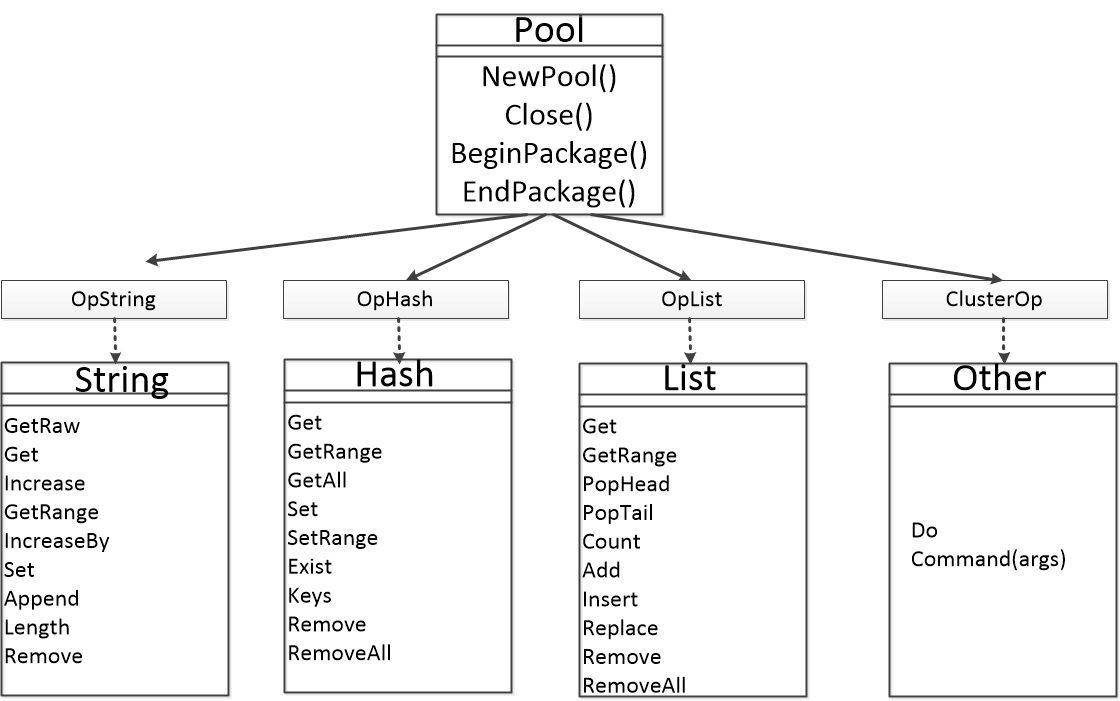 Pool
NewPool()
Close()
BeginPackage()
EndPackage()
OpString
OpHash
OpList
ClusterOp
String
GetRaw
Get
Increase
GetRange
IncreaseBy
Set
Append
Length
Remove
Hash
Get
GetRange
GetAll
Set
SetRange
Exist
Keys
Remove
RemoveAll
List
Get
GetRange
PopHead
PopTail
Count
Add
Insert
Replace
Remove
RemoveAll
Other
Do
Command(args)